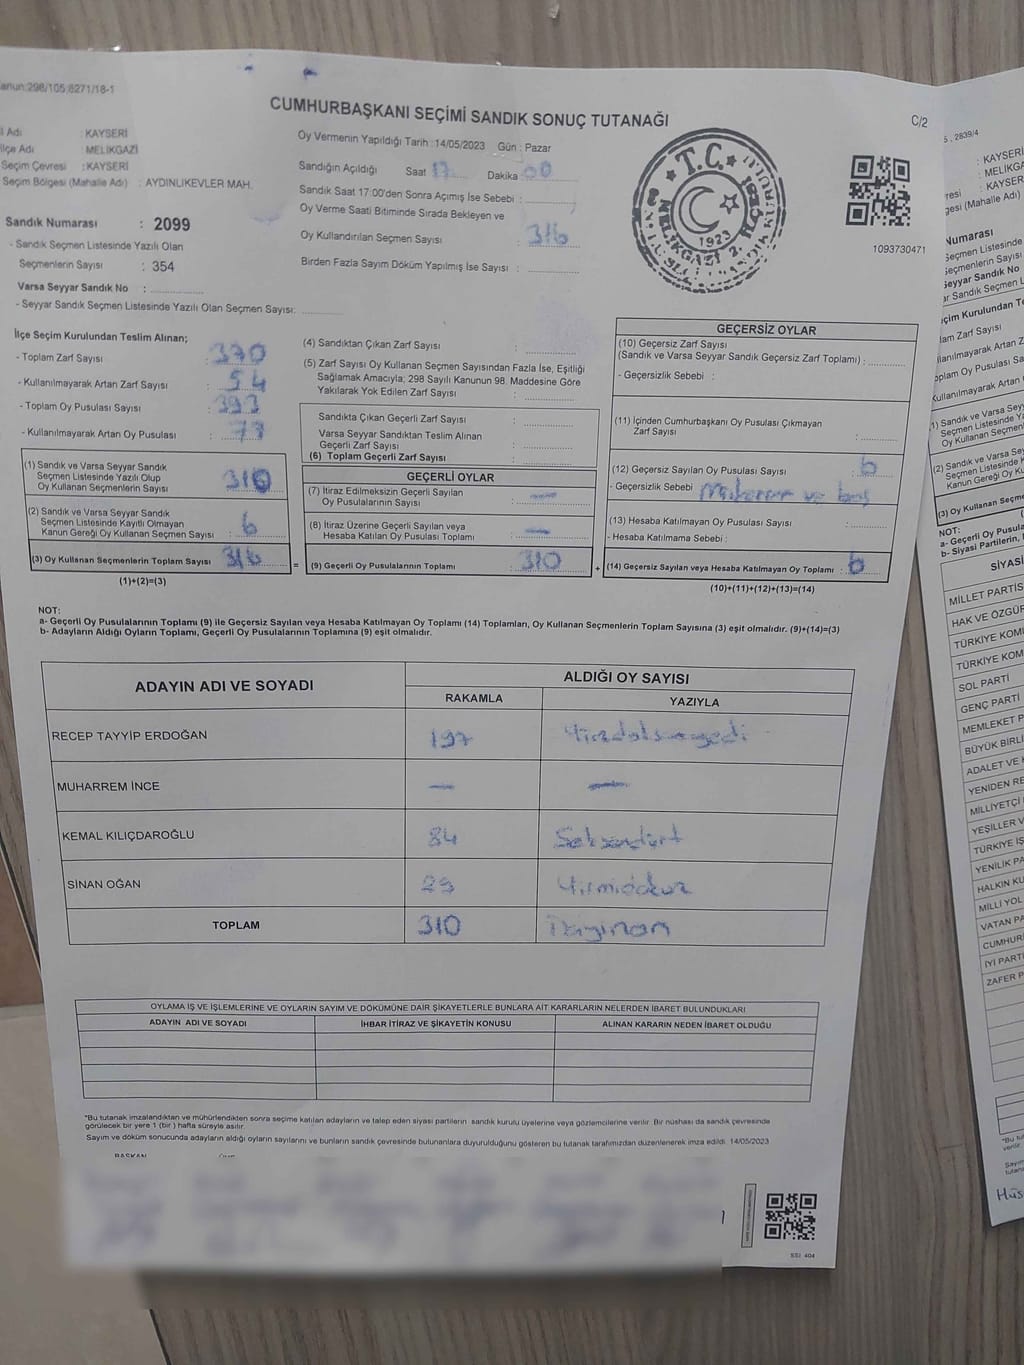 anun:298/105;8271/18-1
CUMHURBAŞKANI SEÇİMİ SANDIK SONUÇ TUTANAĞI
C/2
l Adı : KAYSERİ
lçe Adı : MELİKGAZİ
Seçim Çevresi : KAYSERİ
Seçim Bölgesi (Mahalle Adı) : AYDINLIKEVLER MAH.
Sandık Numarası : 2099
- Sandık Seçmen Listesinde Yazılı Olan
Seçmenlerin Sayısı : 354
Varsa Seyyar Sandık No :
- Seyyar Sandık Seçmen Listesinde Yazılı Olan Seçmen Sayısı:
Oy Vermenin Yapıldığı Tarih : 14/05/2023 Gün : Pazar
Sandığın Açıldığı Saat 17 Dakika 00
Sandık Saat 17:00'den Sonra Açımış İse Sebebi :
Oy Verme Saati Bitiminde Sırada Bekleyen ve
Oy Kullandırılan Seçmen Sayısı : 316
Birden Fazla Sayım Döküm Yapılmış İse Sayısı :
T.C.
MELİKGAZİ 2. İLÇESİ
1923
1093730471
İlçe Seçim Kurulundan Teslim Alınan;
- Toplam Zarf Sayısı : 370
- Kullanılmayarak Artan Zarf Sayısı : 54
- Toplam Oy Pusulası Sayısı : 393
- Kullanılmayarak Artan Oy Pusulası : 77
(1) Sandık ve Varsa Seyyar Sandık
Seçmen Listesinde Yazılı Olup
Oy Kullanan Seçmenlerin Sayısı : 310
(2) Sandık ve Varsa Seyyar Sandık
Seçmen Listesinde Kayıtlı Olmayan
Kanun Gereği Oy Kullanan Seçmen Sayısı : 6
(3) Oy Kullanan Seçmenlerin Toplam Sayısı : 316
(1)+(2)=(3)
(4) Sandıktan Çıkan Zarf Sayısı :
(5) Zarf Sayısı Oy Kullanan Seçmen Sayısından Fazla İse, Eşitliği
Sağlamak Amacıyla; 298 Sayılı Kanunun 98. Maddesine Göre
Yakılarak Yok Edilen Zarf Sayısı :
Sandıkta Çıkan Geçerli Zarf Sayısı :
Varsa Seyyar Sandıktan Teslim Alınan
Geçerli Zarf Sayısı :
(6) Toplam Geçerli Zarf Sayısı :
GEÇERLİ OYLAR
(7) İtiraz Edilmeksizin Geçerli Sayılan
Oy Pusulalarının Sayısı : —
(8) İtiraz Üzerine Geçerli Sayılan veya
Hesaba Katılan Oy Pusulası Toplamı : —
= (9) Geçerli Oy Pusulalarının Toplamı : 310
GEÇERSİZ OYLAR
(10) Geçersiz Zarf Sayısı
(Sandık ve Varsa Seyyar Sandık Geçersiz Zarf Toplamı) :
- Geçersizlik Sebebi :
(11) İçinden Cumhurbaşkanı Oy Pusulası Çıkmayan
Zarf Sayısı :
(12) Geçersiz Sayılan Oy Pusulası Sayısı : 6
- Geçersizlik Sebebi : Mükerrer ve boş
(13) Hesaba Katılmayan Oy Pusulası Sayısı :
- Hesaba Katılmama Sebebi :
+ (14) Geçersiz Sayılan veya Hesaba Katılmayan Oy Toplamı : 6
(10)+(11)+(12)+(13)=(14)
NOT:
a- Geçerli Oy Pusulalarının Toplamı (9) ile Geçersiz Sayılan veya Hesaba Katılmayan Oy Toplamı (14) Toplamları, Oy Kullanan Seçmenlerin Toplam Sayısına (3) eşit olmalıdır. (9)+(14)=(3)
b- Adayların Aldığı Oyların Toplamı, Geçerli Oy Pusulalarının Toplamına (9) eşit olmalıdır.
ADAYIN ADI VE SOYADI
ALDIĞI OY SAYISI
RAKAMLA YAZIYLA
RECEP TAYYİP ERDOĞAN 197
MUHARREM İNCE — —
KEMAL KILIÇDAROĞLU 84 Seksendört
SİNAN OĞAN 29 Yirmidokuz
TOPLAM 310
OYLAMA İŞ VE İŞLEMLERİNE VE OYLARIN SAYIM VE DÖKÜMÜNE DAİR ŞİKAYETLERLE BUNLARA AİT KARARLARIN NELERDEN İBARET BULUNDUKLARI
ADAYIN ADI VE SOYADI İHBAR İTİRAZ VE ŞİKAYETİN KONUSU ALINAN KARARIN NEDEN İBARET OLDUĞU
*Bu tutanak imzalandıktan ve mühürlendikten sonra seçime katılan adayların ve talep eden siyasi partilerin sandık kurulu üyelerine veya gözlemcilerine verilir. Bir nüshası da sandık çevresinde
görülecek bir yere 1 (bir ) hafta süreyle asılır.
Sayım ve döküm sonucunda adayların aldığı oyların sayılarını ve bunların sandık çevresinde bulunanlara duyurulduğunu gösteren bu tutanak tarafımızdan düzenlenerek imza edildi. 14/05/2023
BAŞKAN
SSI 404
5 . 2839/4
: KAYSERİ
: MELİKGA
resi : KAYSER
gesi (Mahalle Adı)
Numarası
Seçmen Listesinde
Seçmenlerin Sayısı
Seyyar Sandık No
ar Sandık Seçmen L
çim Kurulundan T
lam Zarf Sayısı
llanılmayarak Artan
oplam Oy Pusulası
Kullanılmayarak Arta
1) Sandık ve Varsa Sey
Seçmen Listesinde Y
Oy Kullanan Seçmen
(2) Sandık ve Varsa Se
Seçmen Listesinde K
Kanun Gereği Oy Ku
(3) Oy Kullanan Seçme
NOT:
a- Geçerli Oy Pusula
b- Siyasi Partilerin,
SİYASİ
MİLLET PARTİS
HAK VE ÖZGÜR
TÜRKİYE KOMÜ
TÜRKİYE KOM
SOL PARTİ
GENÇ PARTİ
MEMLEKET P
BÜYÜK BİRLİ
ADALET VE K
YENİDEN RE
MİLLİYETÇİ
YEŞİLLER V
TÜRKİYE İŞ
YENİLİK PA
HALKIN KU
MİLLİ YOL
VATAN PA
CUMHURİ
İYİ PARTİ
ZAFER P
*Bu tu
verilir.
Sayım
tutana
Hüs